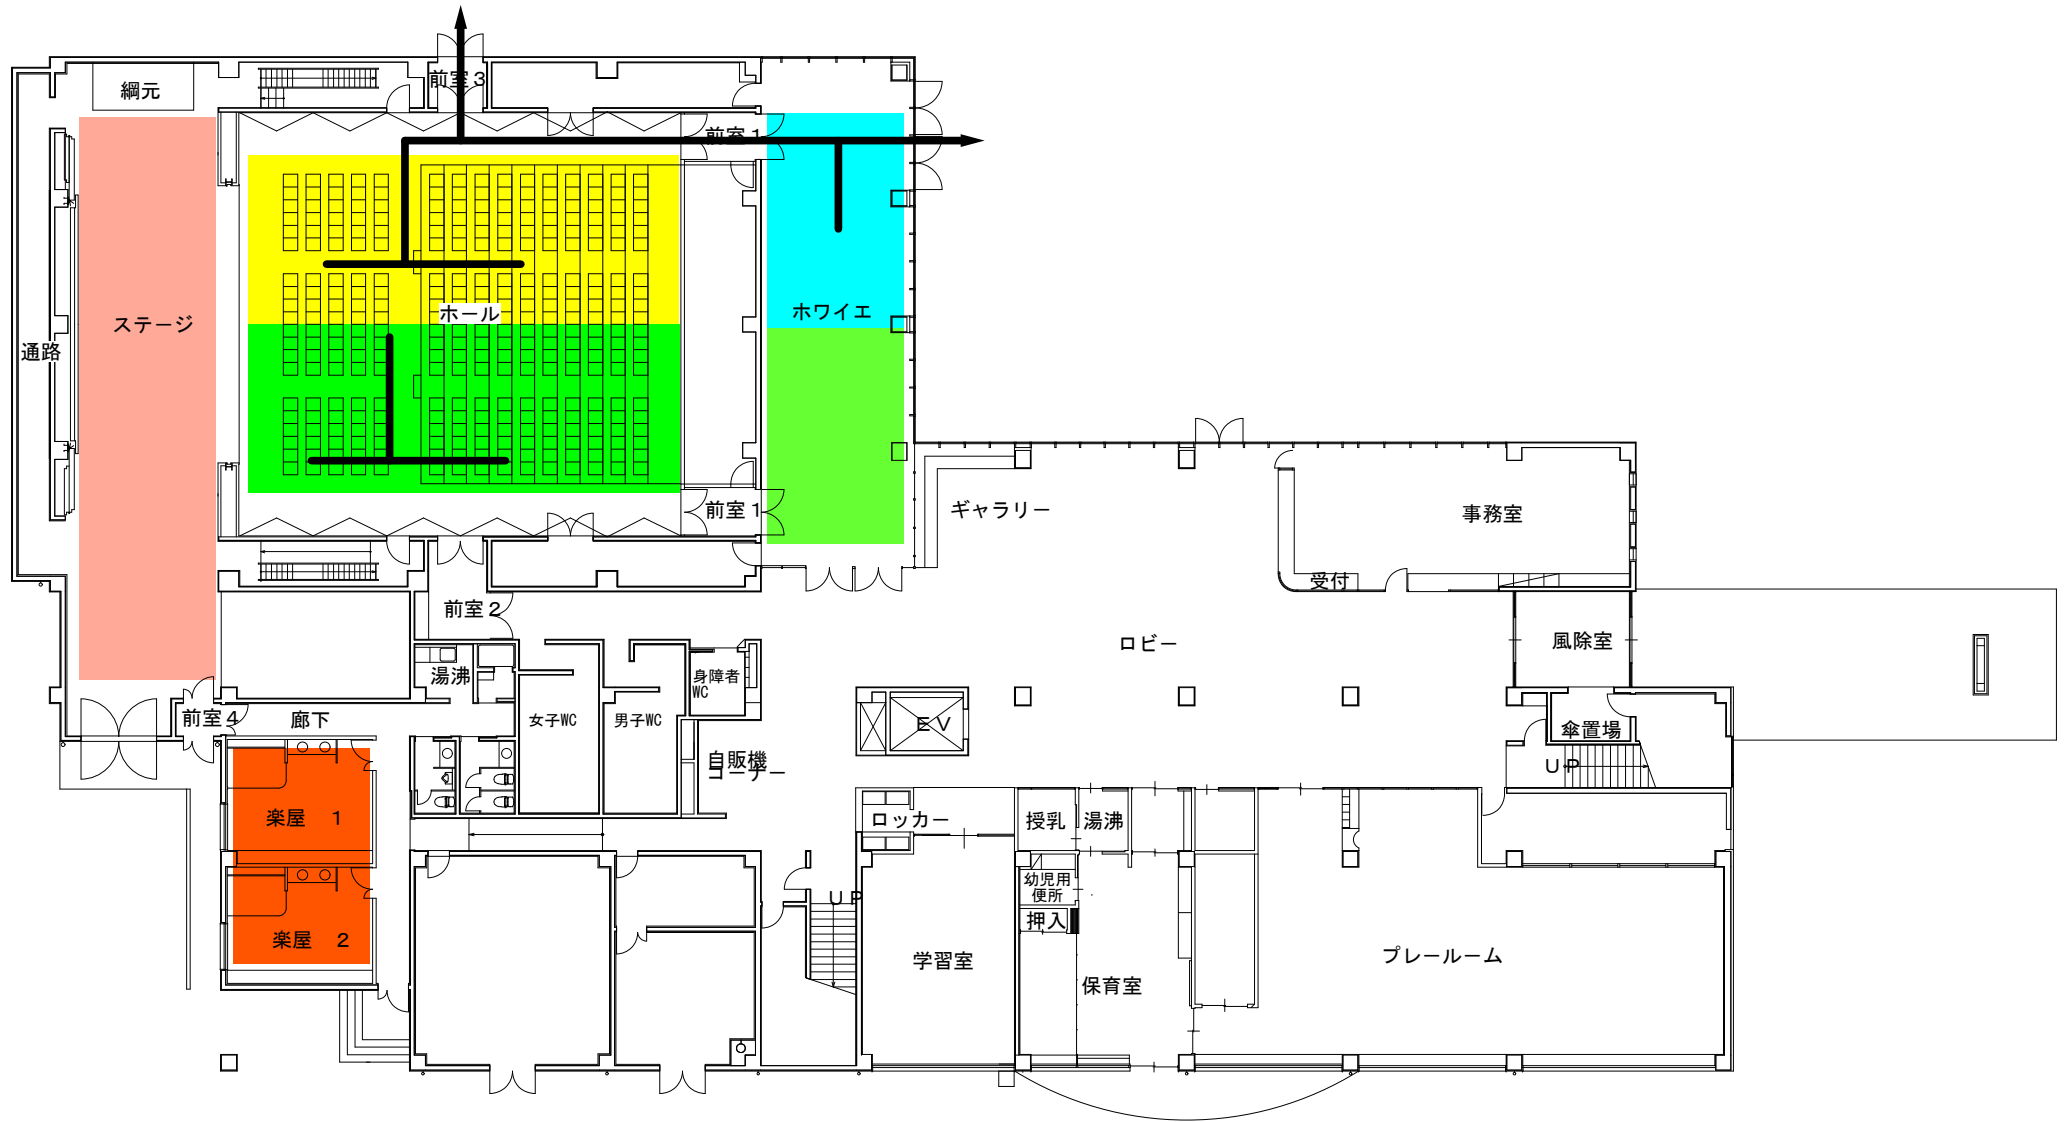 綱元
前室3
前室1
ステージ
ホール
ホワイエ
通路
前室1
ギャラリー
事務室
受付
前室2
ロビー
風除室
湯沸
身障者
WC
前室4
廊下
女子WC
男子WC
EV
傘置場
自販機
コーナー
UP
楽屋 1
ロッカー
授乳
湯沸
幼児用
便所
UP
押入
楽屋 2
学習室
保育室
プレールーム